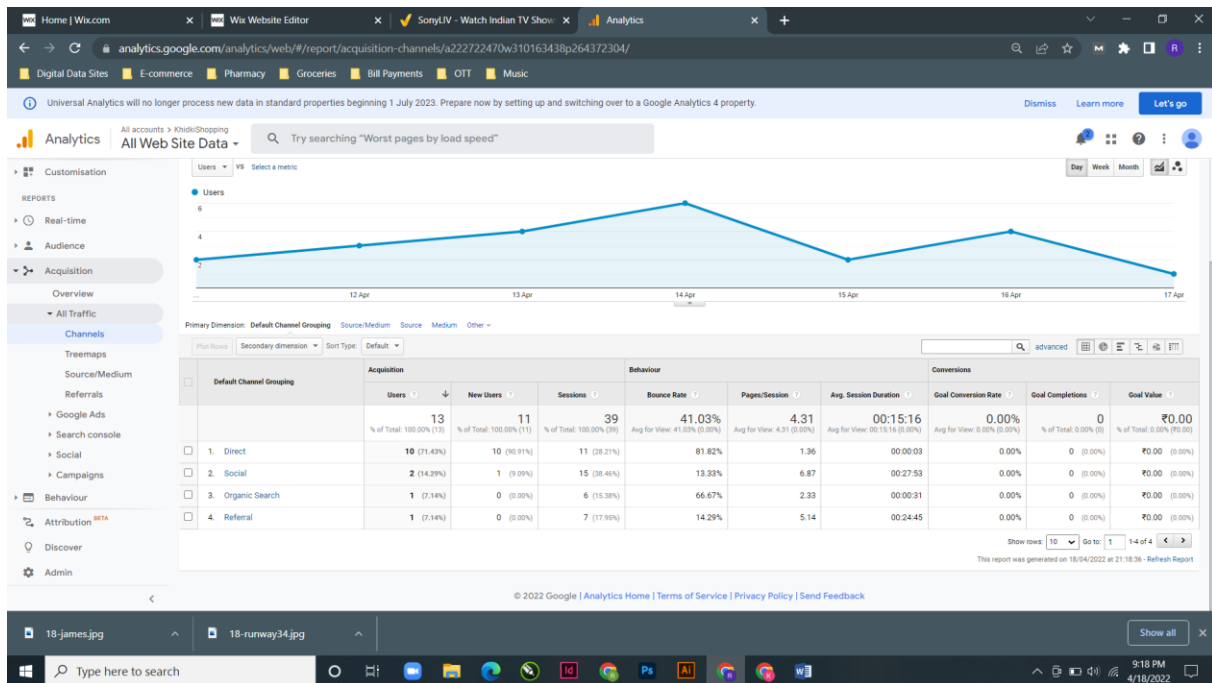 Home | Wix.com
Wix Website Editor
SonyLIV - Watch Indian TV Show
Analytics
analytics.google.com/analytics/web/#/report/acquisition-channels/a222722470w310163438p264372304/
Digital Data Sites E-commerce Pharmacy Groceries Bill Payments OTT Music
Universal Analytics will no longer process new data in standard properties beginning 1 July 2023. Prepare now by setting up and switching over to a Google Analytics 4 property.
Dismiss Learn more Let's go
Analytics
All accounts > KhidkiShopping
All Web Site Data
Try searching "Worst pages by load speed"
2
Customisation
REPORTS
Real-time
Audience
Acquisition
Overview
All Traffic
Channels
Treemaps
Source/Medium
Referrals
Google Ads
Search console
Social
Campaigns
Behaviour
Attribution BETA
Discover
Admin
Users VS Select a metric
Day Week Month
Users
6
4
2
... 12 Apr 13 Apr 14 Apr 15 Apr 16 Apr 17 Apr
Primary Dimension: Default Channel Grouping Source/Medium Source Medium Other
Plot Rows Secondary dimension Sort Type: Default advanced
Default Channel Grouping Acquisition Behaviour Conversions
Users New Users Sessions Bounce Rate Pages/Session Avg. Session Duration Goal Conversion Rate Goal Completions Goal Value
13 11 39 41.03% 4.31 00:15:16 0.00% 0 ₹0.00
% of Total: 100.00% (13) % of Total: 100.00% (11) % of Total: 100.00% (39) Avg for View: 41.03% (0.00%) Avg for View: 4.31 (0.00%) Avg for View: 00:15:16 (0.00%) Avg for View: 0.00% (0.00%) % of Total: 0.00% (0) % of Total: 0.00% (₹0.00)
1. Direct 10 (71.43%) 10 (90.91%) 11 (28.21%) 81.82% 1.36 00:00:03 0.00% 0 (0.00%) ₹0.00 (0.00%)
2. Social 2 (14.29%) 1 (9.09%) 15 (38.46%) 13.33% 6.87 00:27:53 0.00% 0 (0.00%) ₹0.00 (0.00%)
3. Organic Search 1 (7.14%) 0 (0.00%) 6 (15.38%) 66.67% 2.33 00:00:31 0.00% 0 (0.00%) ₹0.00 (0.00%)
4. Referral 1 (7.14%) 0 (0.00%) 7 (17.95%) 14.29% 5.14 00:24:45 0.00% 0 (0.00%) ₹0.00 (0.00%)
Show rows: 10 Go to: 1 1-4 of 4
This report was generated on 18/04/2022 at 21:18:36 - Refresh Report
© 2022 Google | Analytics Home | Terms of Service | Privacy Policy | Send Feedback
18-james.jpg
18-runway34.jpg
Show all
Type here to search
9:18 PM
4/18/2022